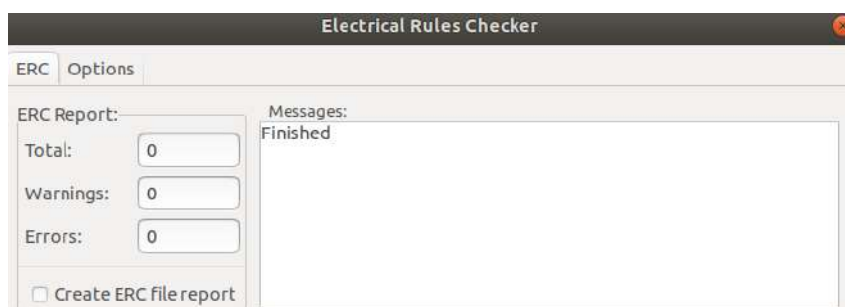 Electrical Rules Checker
ERC Options
ERC Report:
Total: 0
Warnings: 0
Errors: 0
Create ERC file report
Messages:
Finished